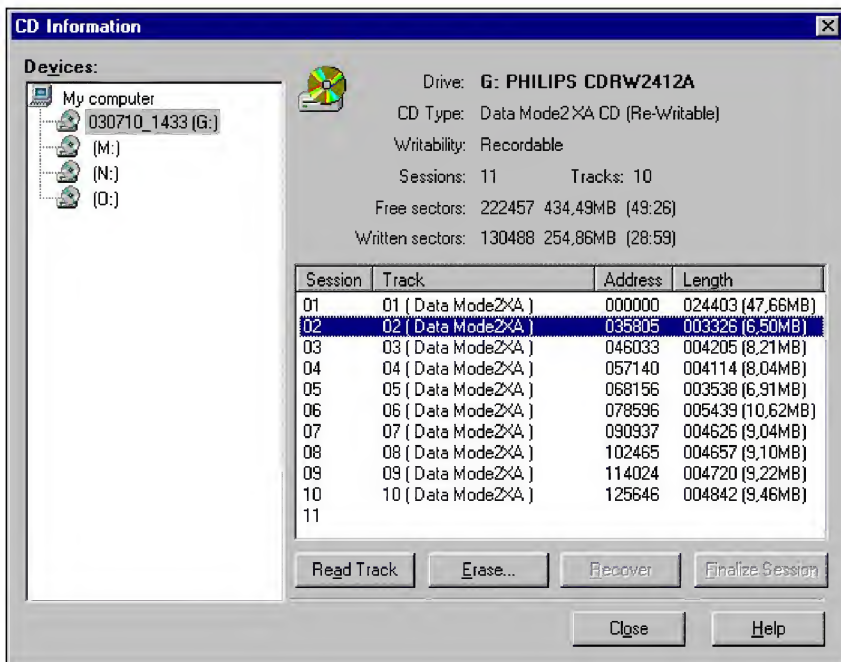 CD Information
Devices:
My computer
030710_1433 (G:)
(M:)
(N:)
(O:)
Drive: G: PHILIPS CDRW2412A
CD Type: Data Mode2 XA CD (Re-Writable)
Writability: Recordable
Sessions: 11 Tracks: 10
Free sectors: 222457 434,49MB (49:26)
Written sectors: 130488 254,86MB (28:59)
Session Track Address Length
01 01 ( Data Mode2XA ) 000000 024403 (47,66MB)
02 02 ( Data Mode2XA ) 035805 003326 (6,50MB)
03 03 ( Data Mode2XA ) 046033 004205 (8,21MB)
04 04 ( Data Mode2XA ) 057140 004114 (8,04MB)
05 05 ( Data Mode2XA ) 068156 003538 (6,91MB)
06 06 ( Data Mode2XA ) 078596 005439 (10,62MB)
07 07 ( Data Mode2XA ) 090937 004626 (9,04MB)
08 08 ( Data Mode2XA ) 102465 004657 (9,10MB)
09 09 ( Data Mode2XA ) 114024 004720 (9,22MB)
10 10 ( Data Mode2XA ) 125646 004842 (9,46MB)
11
Read Track Erase... Recover Finalize Session
Close Help